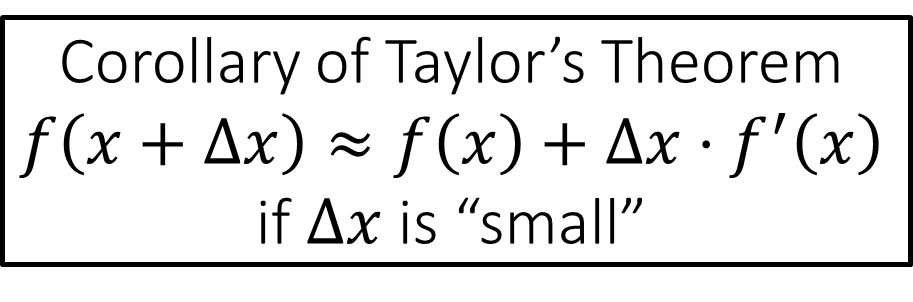 Corollary of Taylor’s Theorem
𝑓(𝑥 + Δ𝑥) ≈ 𝑓(𝑥) + Δ𝑥 ⋅ 𝑓′(𝑥)
if Δ𝑥 is “small”